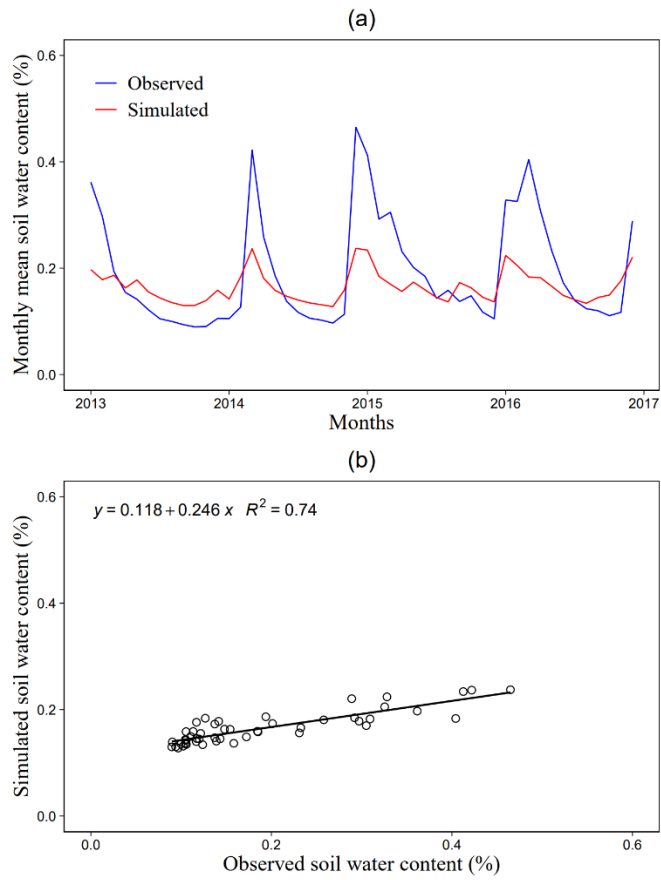 (a)
Monthly mean soil water content (%)
0.6
0.4
0.2
0.0
Observed
Simulated
2013 2014 2015 2016 2017
Months
(b)
Simulated soil water content (%)
0.6
0.4
0.2
0.0
y = 0.118 + 0.246 x R² = 0.74
0.0 0.2 0.4 0.6
Observed soil water content (%)